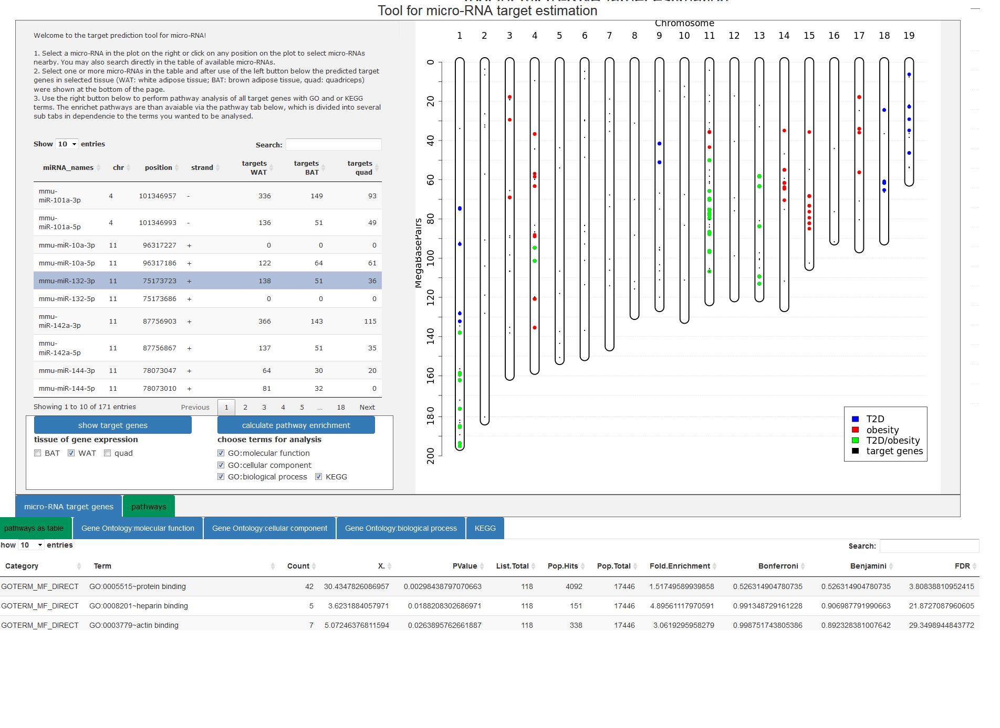 Tool for micro-RNA target estimation
Welcome to the target prediction tool for micro-RNA!
1. Select a micro-RNA in the plot on the right or click on any position on the plot to select micro-RNAs
nearby. You may also search directly in the table of available micro-RNAs.
2. Select one or more micro-RNAs in the table and after use of the left button below the predicted target
genes in selected tissue (WAT: white adipose tissue; BAT: brown adipose tissue, quad: quadriceps)
were shown at the bottom of the page.
3. Use the right button below to perform pathway analysis of all target genes with GO and or KEGG
terms. The enrichet pathways are than avaiable via the pathway tab below, which is divided into several
sub tabs in dependencie to the terms you wanted to be analysed.
Show 10 entries Search:
miRNA_names chr position strand targets WAT targets BAT targets quad
mmu-
miR-101a-3p 4 101346957 - 336 149 93
mmu-
miR-101a-5p 4 101346993 - 136 51 49
mmu-miR-10a-3p 11 96317227 + 0 0 0
mmu-miR-10a-5p 11 96317186 + 122 64 61
mmu-miR-132-3p 11 75173723 + 138 51 36
mmu-miR-132-5p 11 75173686 + 0 0 0
mmu-
miR-142a-3p 11 87756903 + 366 143 115
mmu-
miR-142a-5p 11 87756867 + 137 51 35
mmu-miR-144-3p 11 78073047 + 64 30 20
mmu-miR-144-5p 11 78073010 + 81 32 0
Showing 1 to 10 of 171 entries Previous 1 2 3 4 5 ... 18 Next
show target genes calculate pathway enrichment
tissue of gene expression choose terms for analysis
BAT WAT quad GO:molecular function
GO:cellular component
GO:biological process KEGG
Chromosome
1 2 3 4 5 6 7 8 9 10 11 12 13 14 15 16 17 18 19
MegaBasePairs
0
20
40
60
80
100
120
140
160
180
200
T2D
obesity
T2D/obesity
target genes
micro-RNA target genes pathways
pathways as table Gene Ontology:molecular function Gene Ontology:cellular component Gene Ontology:biological process KEGG
how 10 entries Search:
Category Term Count X. PValue List.Total Pop.Hits Pop.Total Fold.Enrichment Bonferroni Benjamini FDR
GOTERM_MF_DIRECT GO:0005515~protein binding 42 30.4347826086957 0.00298438797070663 118 4092 17446 1.51749589939858 0.526314904780735 0.526314904780735 3.80838810952415
GOTERM_MF_DIRECT GO:0008201~heparin binding 5 3.6231884057971 0.0188208302686971 118 151 17446 4.89561117970591 0.991348729161228 0.906987791990663 21.8727087960605
GOTERM_MF_DIRECT GO:0003779~actin binding 7 5.07246376811594 0.0263895762661887 118 338 17446 3.0619295958279 0.998751743805386 0.892328381007642 29.3498944843772